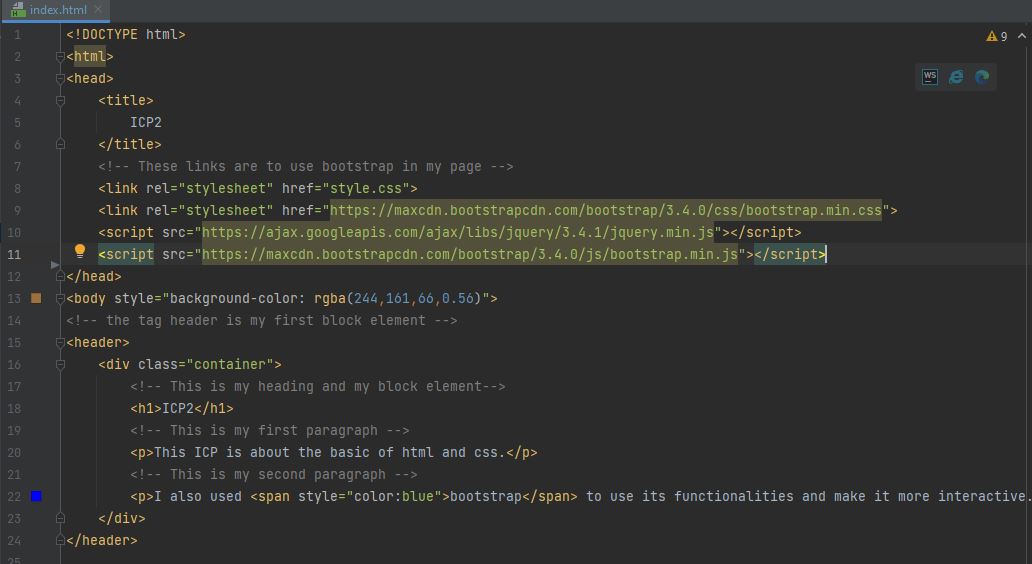 index.html
9
1 <!DOCTYPE html>
2 <html>
3 <head>
4 <title>
5 ICP2
6 </title>
7 <!-- These links are to use bootstrap in my page -->
8 <link rel="stylesheet" href="style.css">
9 <link rel="stylesheet" href="https://maxcdn.bootstrapcdn.com/bootstrap/3.4.0/css/bootstrap.min.css">
10 <script src="https://ajax.googleapis.com/ajax/libs/jquery/3.4.1/jquery.min.js"></script>
11 <script src="https://maxcdn.bootstrapcdn.com/bootstrap/3.4.0/js/bootstrap.min.js"></script>
12 </head>
13 <body style="background-color: rgba(244,161,66,0.56)">
14 <!-- the tag header is my first block element -->
15 <header>
16 <div class="container">
17 <!-- This is my heading and my block element-->
18 <h1>ICP2</h1>
19 <!-- This is my first paragraph -->
20 <p>This ICP is about the basic of html and css.</p>
21 <!-- This is my second paragraph -->
22 <p>I also used <span style="color:blue">bootstrap</span> to use its functionalities and make it more interactive.
23 </div>
24 </header>
25
WS